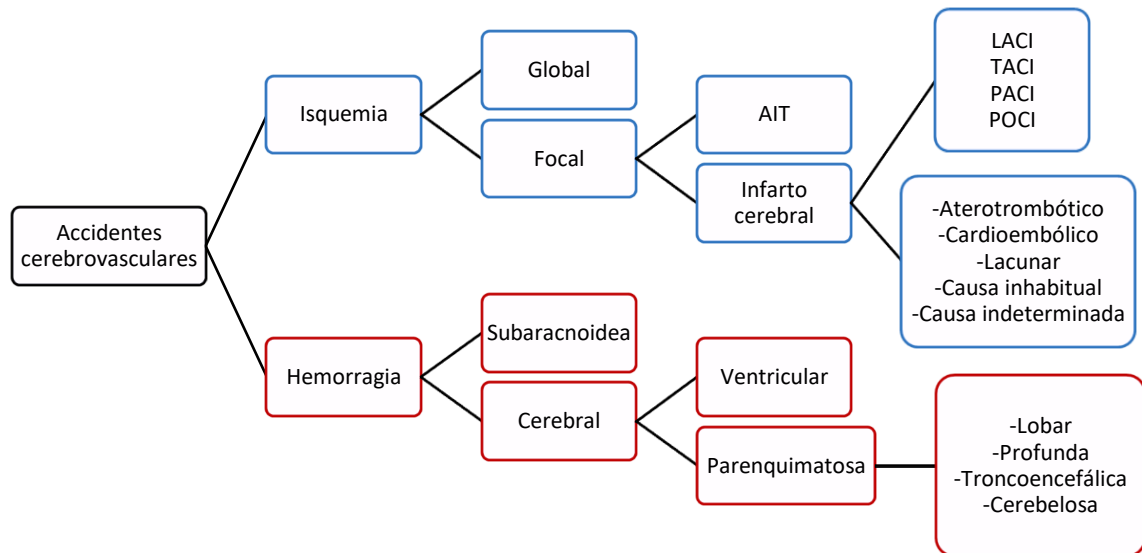 Accidentes
cerebrovasculares
Isquemia
Global
Focal
AIT
Infarto
cerebral
LACI
TACI
PACI
POCI
-Aterotrombótico
-Cardioembólico
-Lacunar
-Causa inhabitual
-Causa indeterminada
Hemorragia
Subaracnoidea
Cerebral
Ventricular
Parenquimatosa
-Lobar
-Profunda
-Troncoencefálica
-Cerebelosa